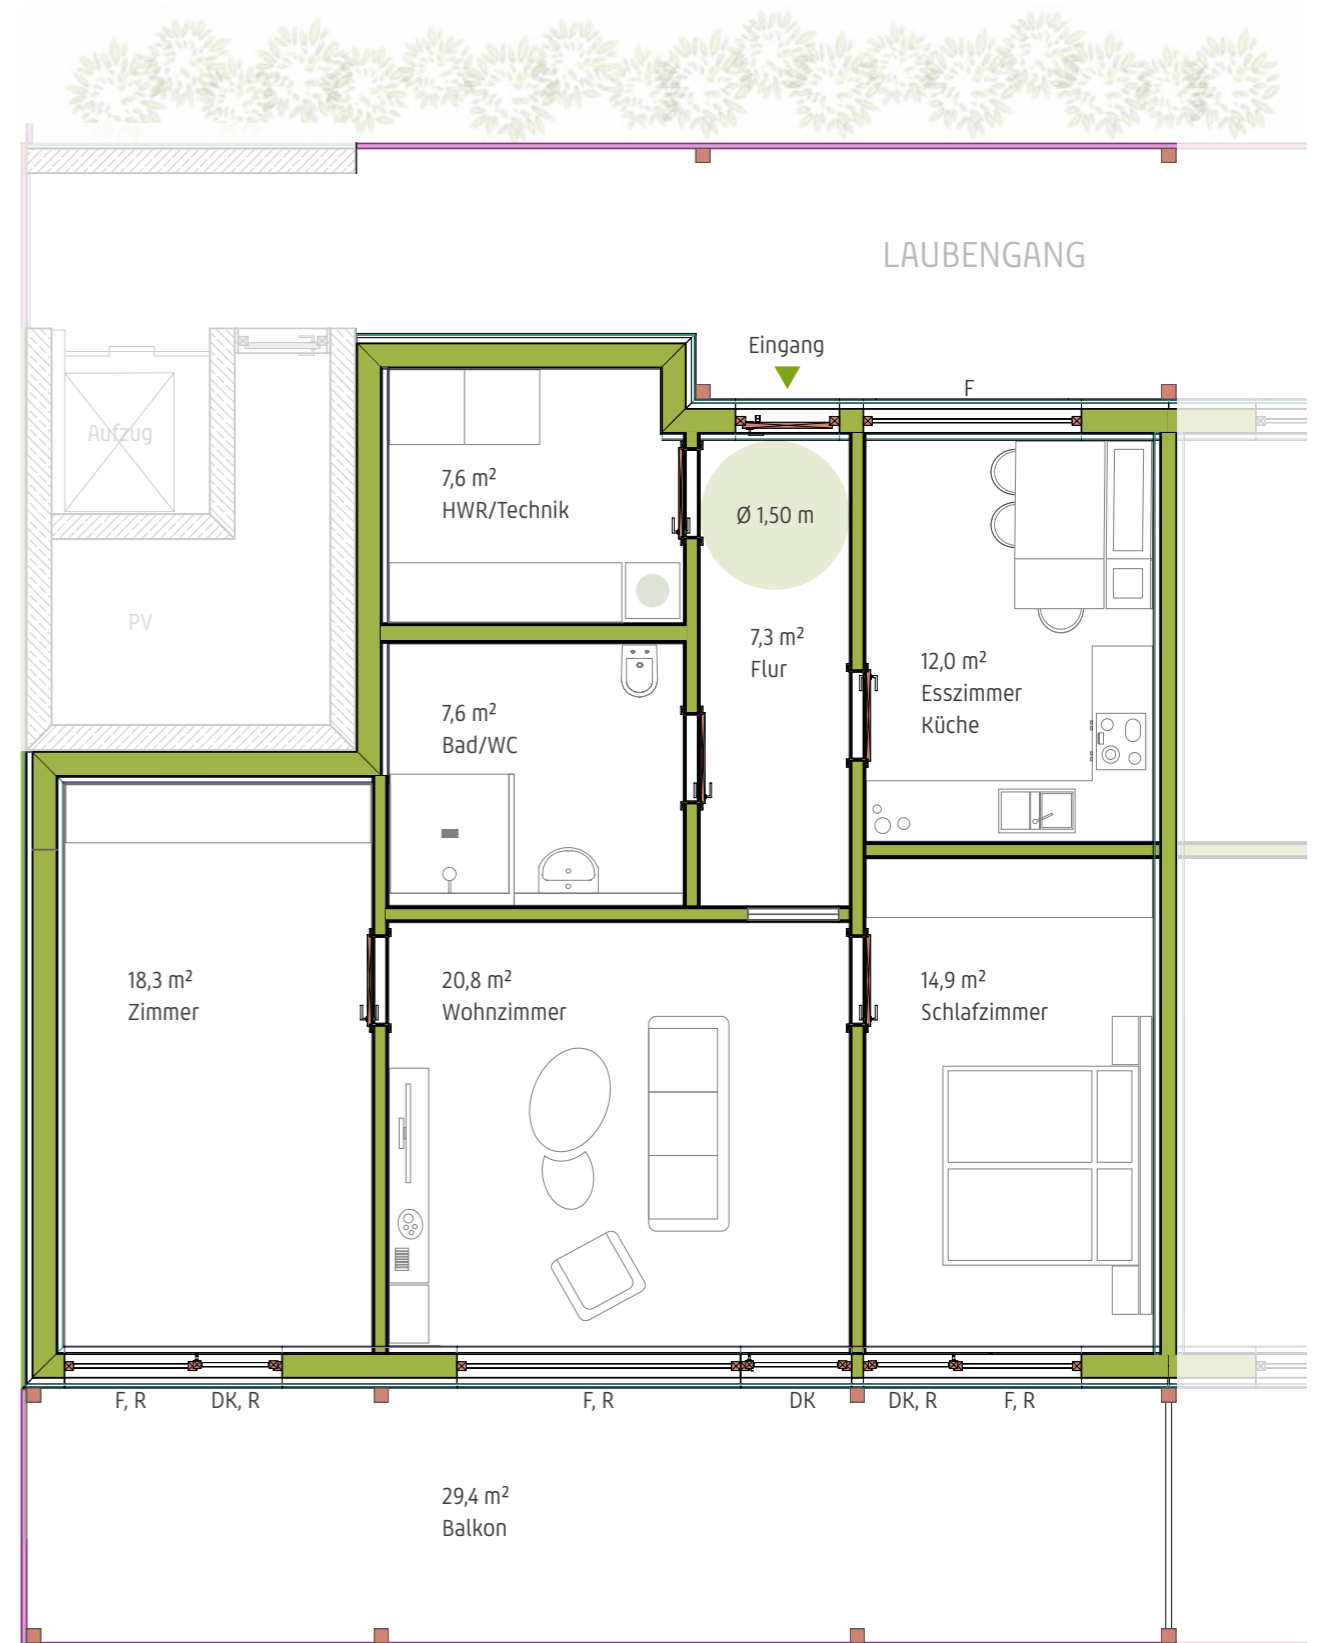 LAUBENGANG
Eingang
F
Aufzug
7,6 m²
HWR/Technik
Ø 1,50 m
PV
7,3 m²
Flur
12,0 m²
Esszimmer
Küche
7,6 m²
Bad/WC
18,3 m²
Zimmer
20,8 m²
Wohnzimmer
14,9 m²
Schlafzimmer
F, R
DK, R
F, R
DK
DK, R
F, R
29,4 m²
Balkon